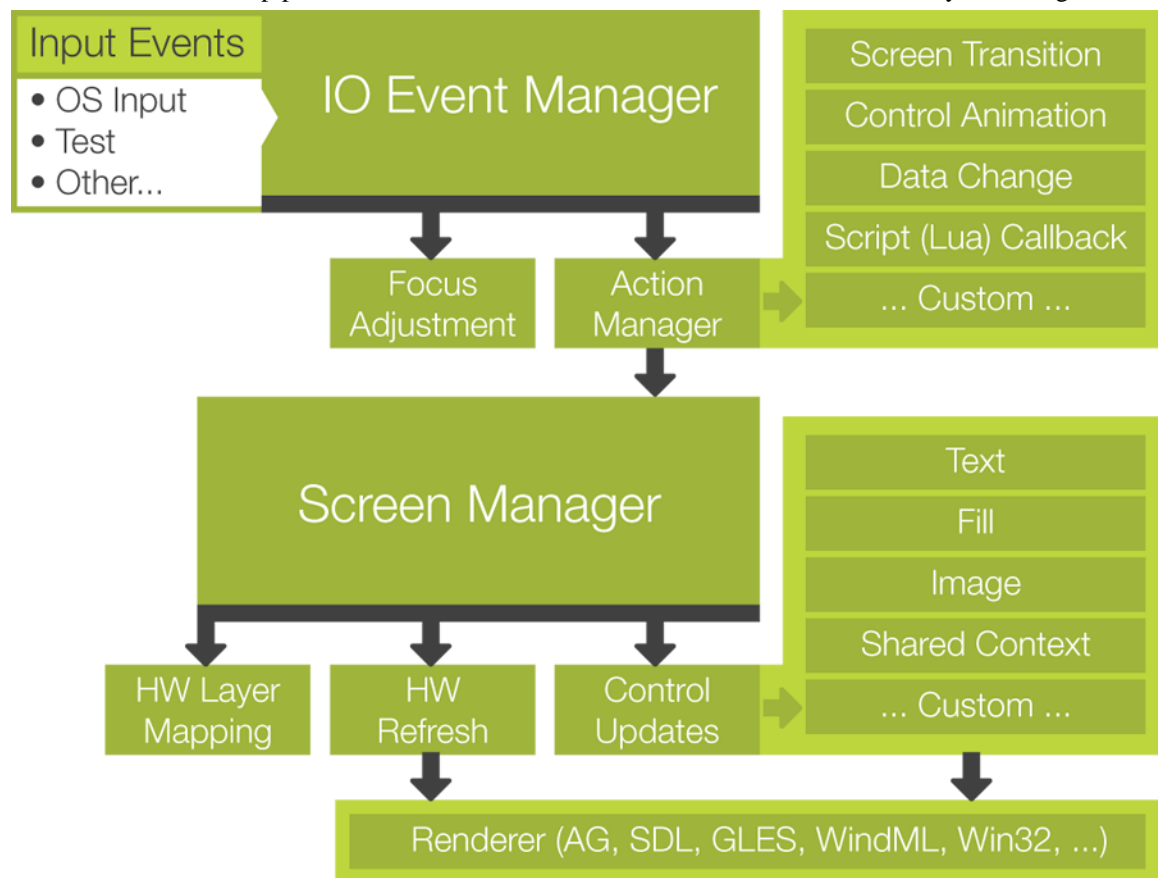 Input Events
• OS Input
• Test
• Other...
IO Event Manager
Screen Transition
Control Animation
Data Change
Script (Lua) Callback
... Custom ...
Focus
Adjustment
Action
Manager
Screen Manager
Text
Fill
Image
Shared Context
... Custom ...
HW Layer
Mapping
HW
Refresh
Control
Updates
Renderer (AG, SDL, GLES, WindML, Win32, ...)